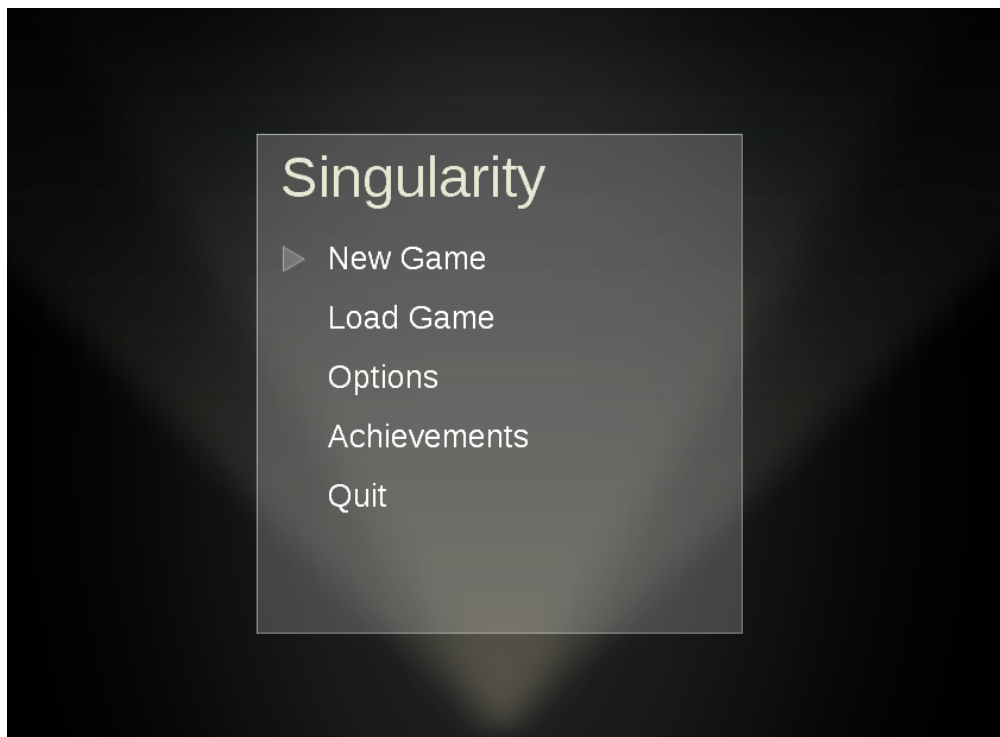 Singularity
New Game
Load Game
Options
Achievements
Quit